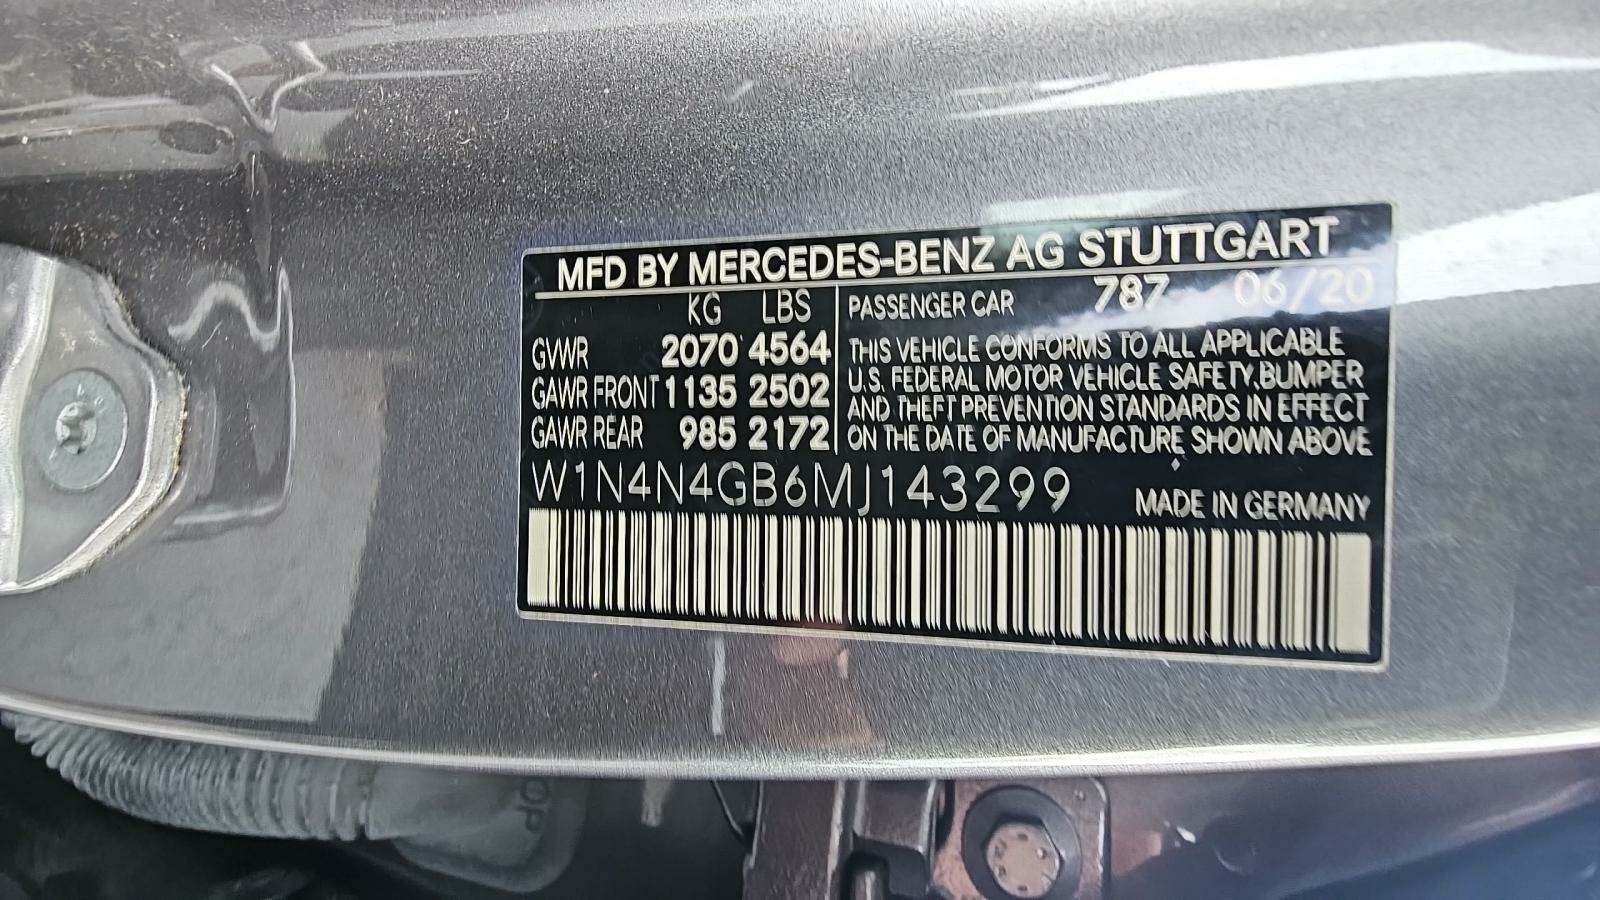 MFD BY MERCEDES-BENZ AG STUTTGART
KG LBS
GVWR 2070 4564
GAWR FRONT 1135 2502
GAWR REAR 985 2172
PASSENGER CAR 787 06/20
THIS VEHICLE CONFORMS TO ALL APPLICABLE
U.S. FEDERAL MOTOR VEHICLE SAFETY, BUMPER
AND THEFT PREVENTION STANDARDS IN EFFECT
ON THE DATE OF MANUFACTURE SHOWN ABOVE
W1N4N4GB6MJ143299
MADE IN GERMANY